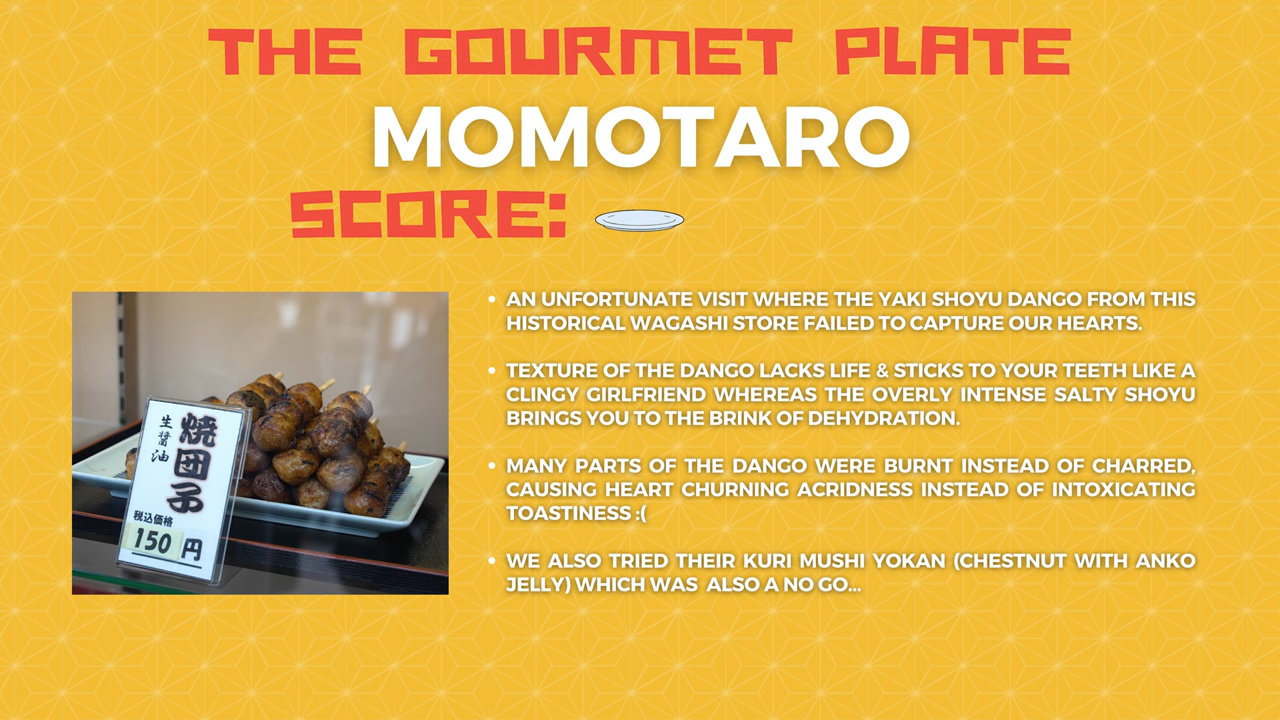 THE GOURMET PLATE
MOMOTARO
SCORE:
• AN UNFORTUNATE VISIT WHERE THE YAKI SHOYU DANGO FROM THIS
HISTORICAL WAGASHI STORE FAILED TO CAPTURE OUR HEARTS.
• TEXTURE OF THE DANGO LACKS LIFE & STICKS TO YOUR TEETH LIKE A
CLINGY GIRLFRIEND WHEREAS THE OVERLY INTENSE SALTY SHOYU
BRINGS YOU TO THE BRINK OF DEHYDRATION.
• MANY PARTS OF THE DANGO WERE BURNT INSTEAD OF CHARRED,
CAUSING HEART CHURNING ACRIDNESS INSTEAD OF INTOXICATING
TOASTINESS :(
• WE ALSO TRIED THEIR KURI MUSHI YOKAN (CHESTNUT WITH ANKO
JELLY) WHICH WAS ALSO A NO GO...
焼団子
生醤油
税込価格
150円